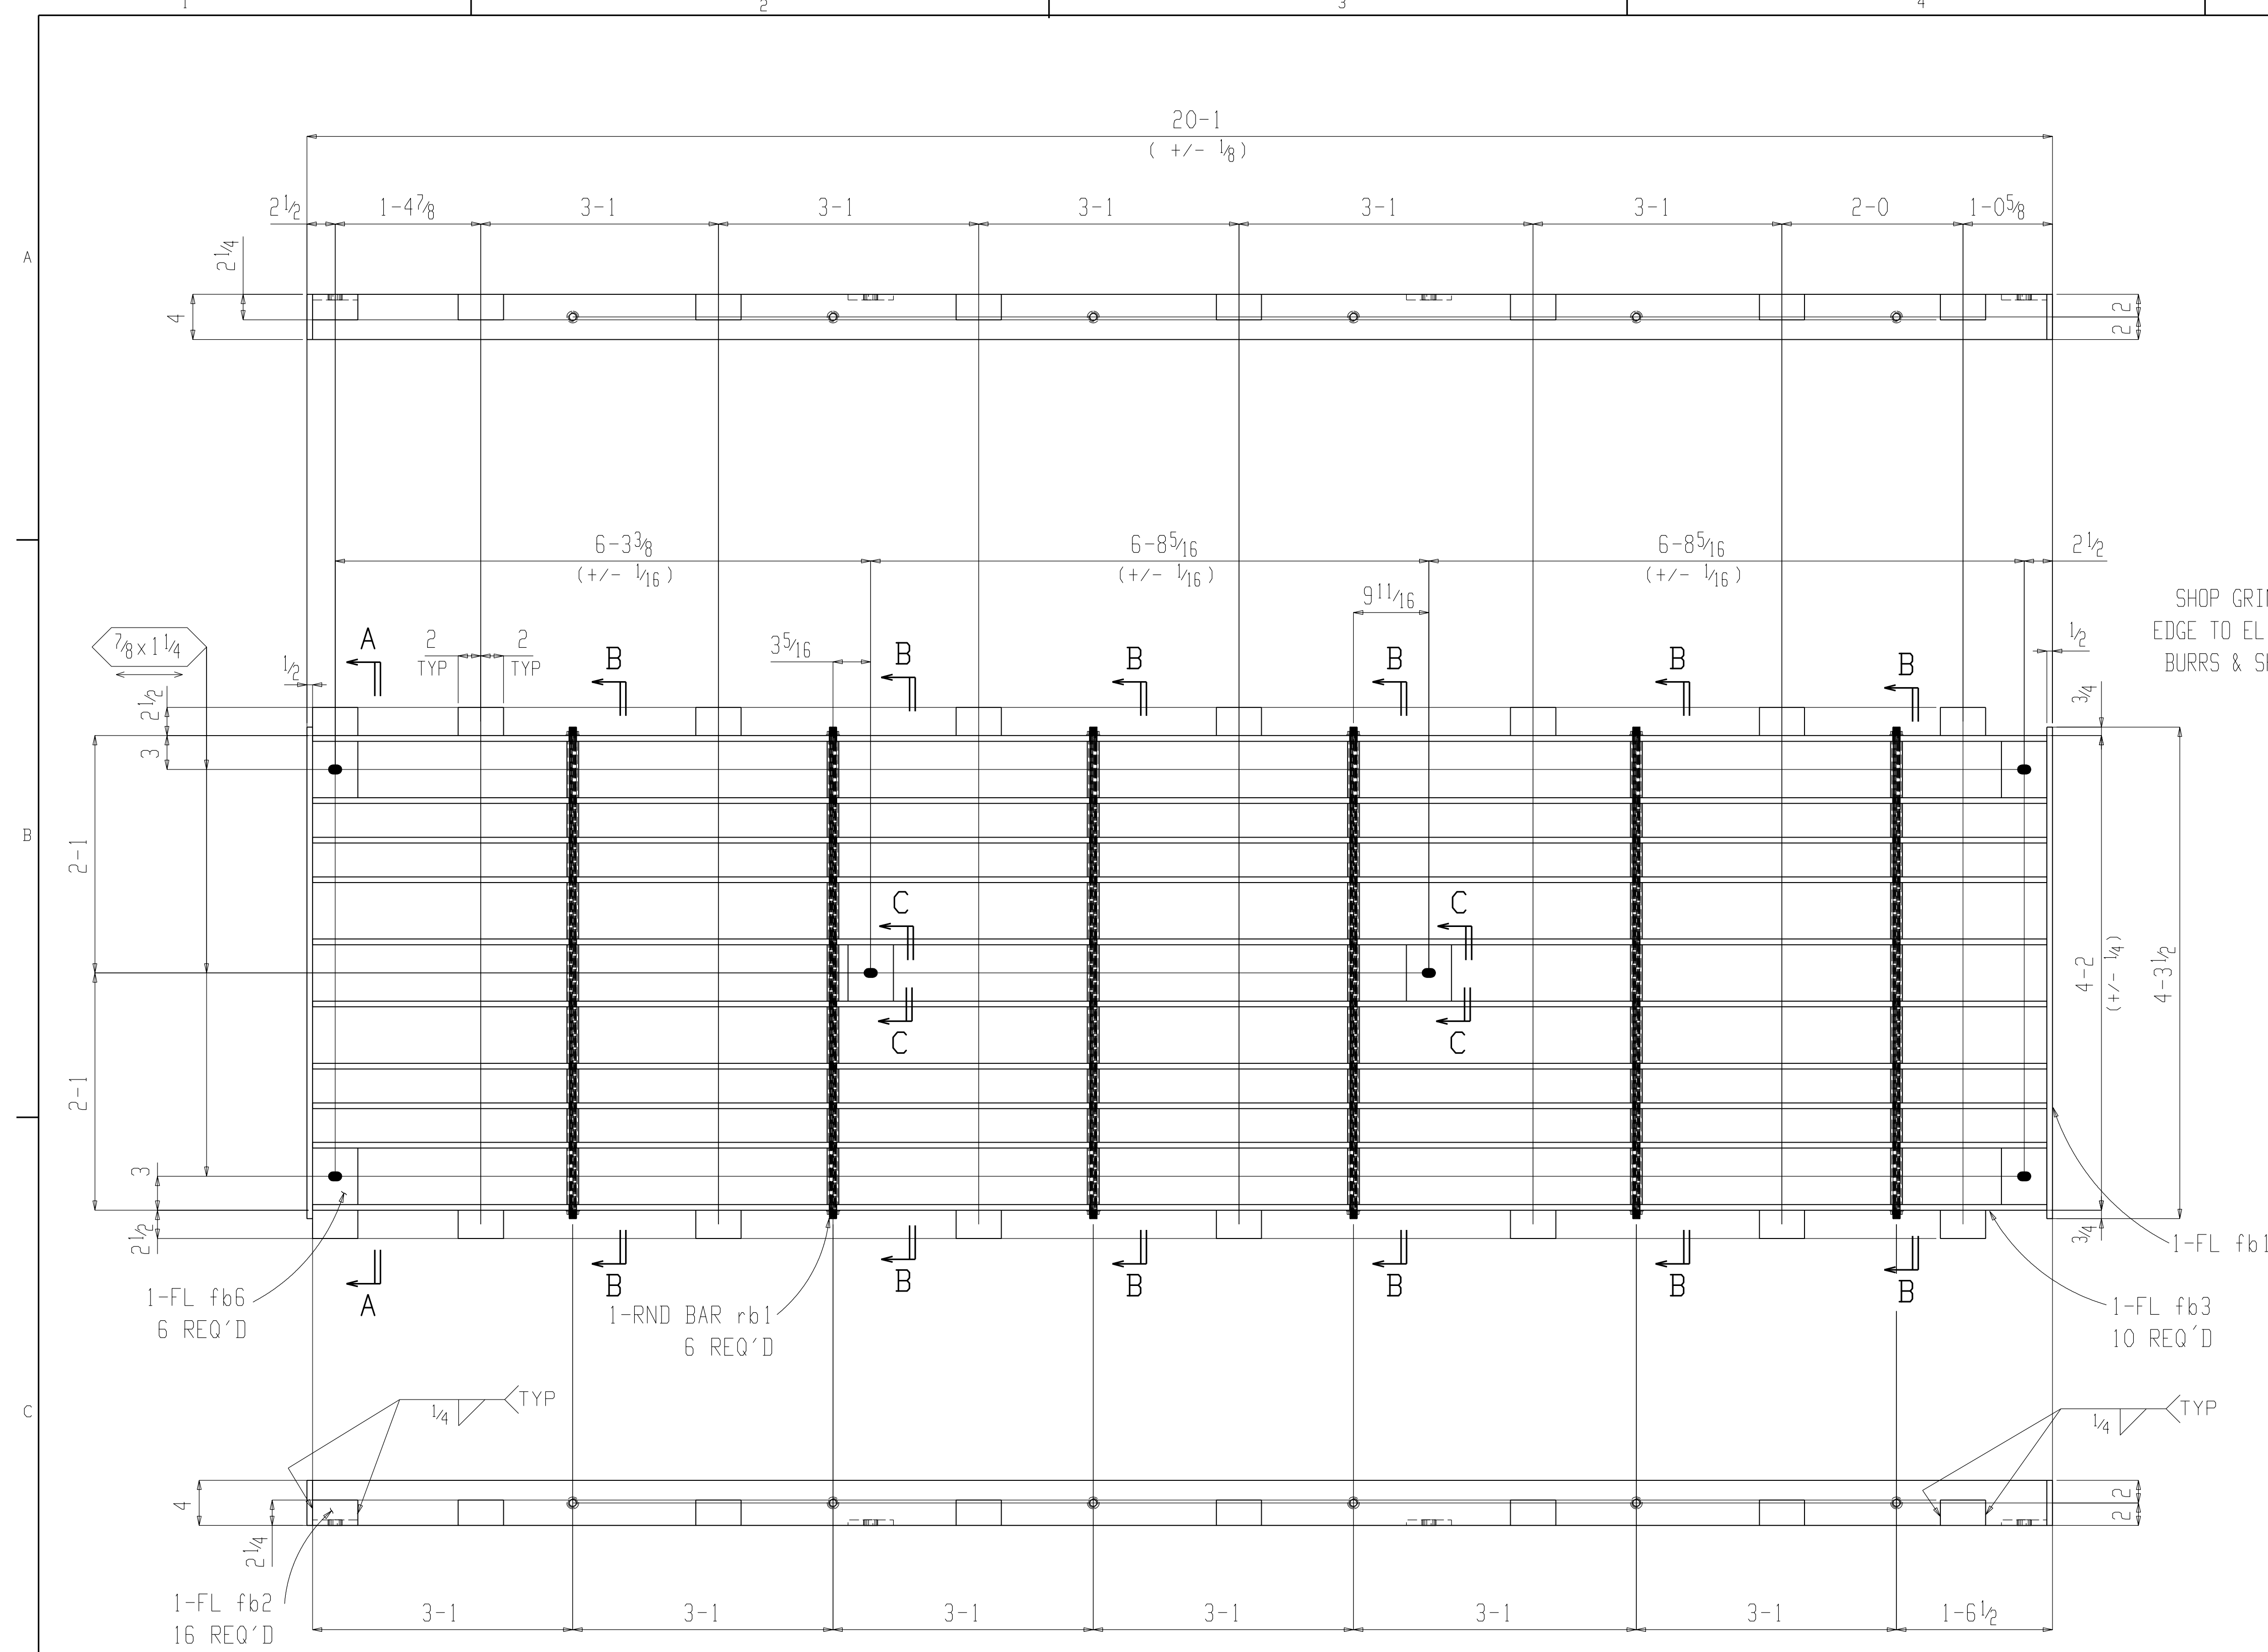 1 2 3 4
20-1
( +/- 1/8)
2 1/2 1-4 7/8 3-1 3-1 3-1 3-1 3-1 2-0 1-0 5/8
A
2 1/4
4
2
2
6-3 3/8 6-8 5/16 6-8 5/16 2 1/2
(+/- 1/16 ) (+/- 1/16 ) (+/- 1/16 )
9 11/16
SHOP GRI
EDGE TO EL
BURRS & S
7/8 x 1 1/4
A
2 2
TYP TYP
3 5/16
B B B B B B
1/2
1/2
3/4
2 1/2
3
B
2-1
C C
4-2
(+/- 1/4)
4-3 1/2
C C
2-1
3
2 1/2
3/4
1-FL fb1
A
B B B B B B
1-FL fb6
6 REQ'D
1-RND BAR rb1
6 REQ'D
1-FL fb3
10 REQ'D
C
1/4 TYP
1/4 TYP
4
2 1/4
2
2
1-FL fb2
16 REQ'D
3-1 3-1 3-1 3-1 3-1 3-1 1-6 1/2